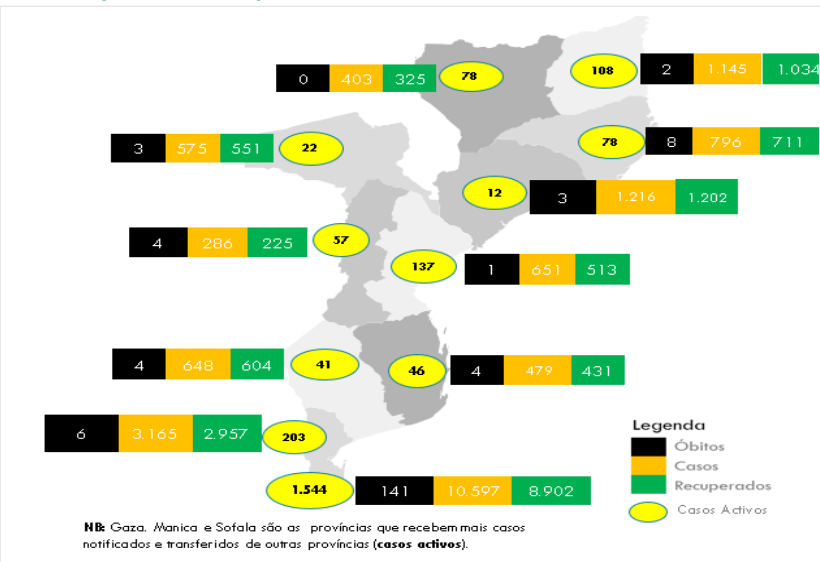 0 403 325 78
108 2 1.145 1.034
3 575 551 22
78 8 796 711
12 3 1.216 1.202
4 286 225 57
137 1 651 513
4 648 604 41
46 4 479 431
6 3.165 2.957 203
1.544 141 10.597 8.902
Legenda
Óbitos
Casos
Recuperados
Casos Activos
NB: Gaza. Manica e Sofala são as províncias que recebem mais casos
notificados e transferidos de outras províncias (casos activos).